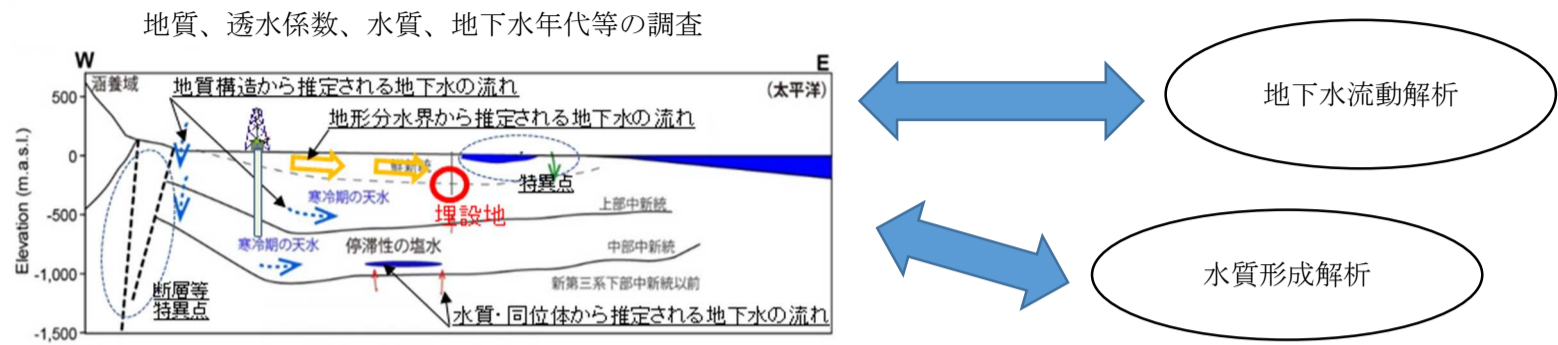 地質、透水係数、水質、地下水年代等の調査
W
E
涵養域
地質構造から推定される地下水の流れ
(太平洋)
500
地形分水界から推定される地下水の流れ
0
特異点
寒冷期の天水
埋設地
上部中新統
-500
寒冷期の天水
停滞性の塩水
中部中新統
-1,000
新第三系下部中新統以前
断層等
特異点
水質・同位体から推定される地下水の流れ
-1,500
Elevation (m.a.s.l.)
地下水流動解析
水質形成解析